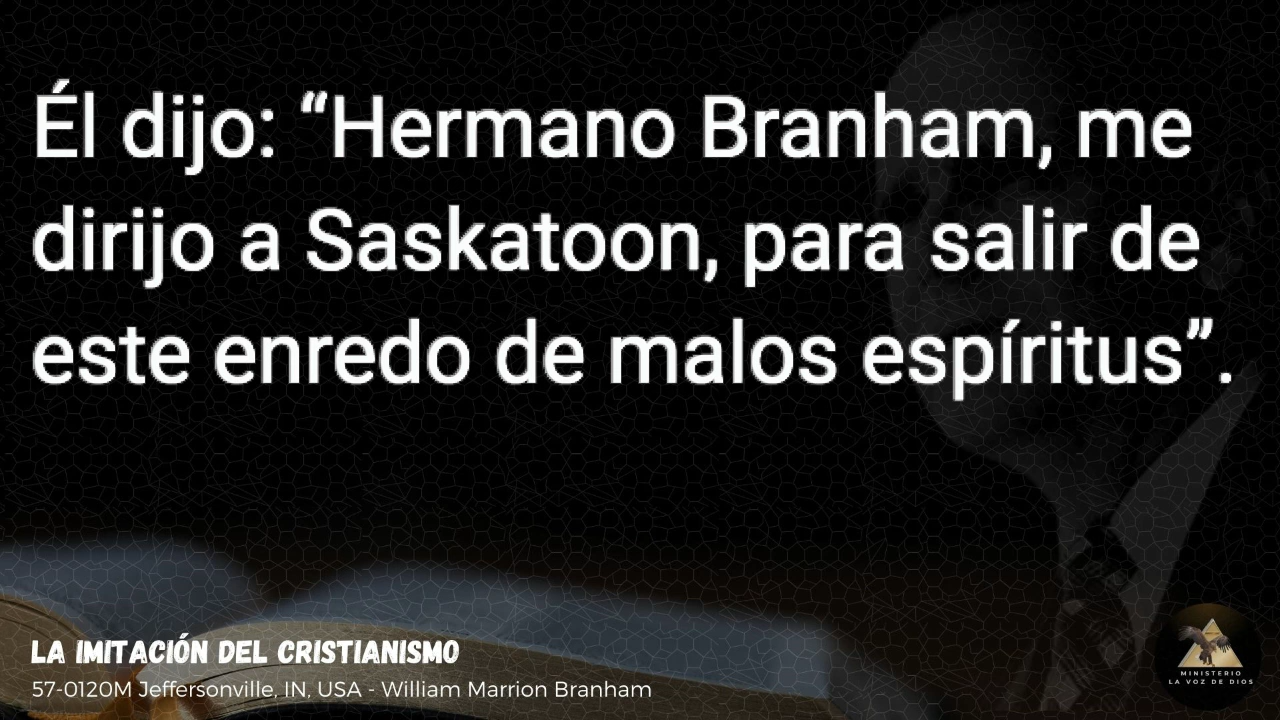 Él dijo: “Hermano Branham, me
dirijo a Saskatoon, para salir de
este enredo de malos espíritus”.
LA IMITACIÓN DEL CRISTIANISMO
57-0120M Jeffersonville, IN, USA - William Marrion Branham
MINISTERIO
LA VOZ DE DIOS